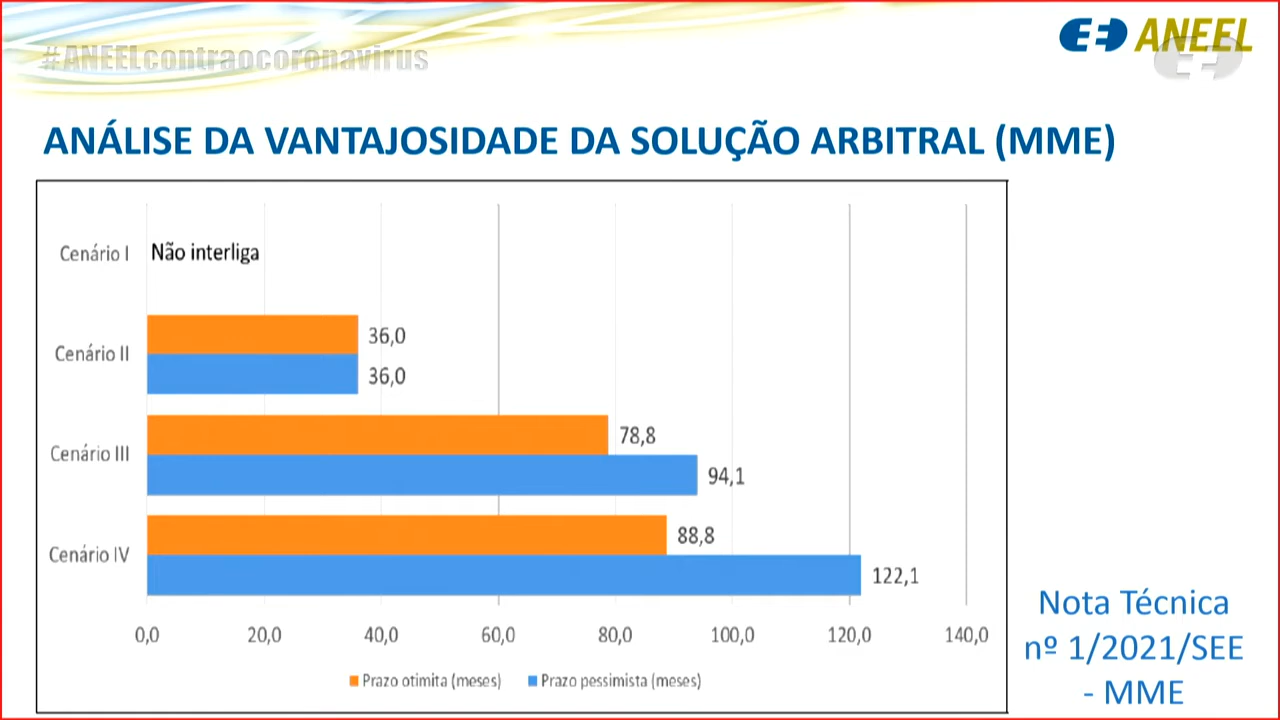 #ANEELcontraocoronavirus
ANEEL
ANÁLISE DA VANTAJOSIDADE DA SOLUÇÃO ARBITRAL (MME)
Cenário I
Não interliga
Cenário II
36,0
36,0
Cenário III
78,8
94,1
Cenário IV
88,8
122,1
0,0 20,0 40,0 60,0 80,0 100,0 120,0 140,0
Prazo otimita (meses) Prazo pessimista (meses)
Nota Técnica
nº 1/2021/SEE
- MME